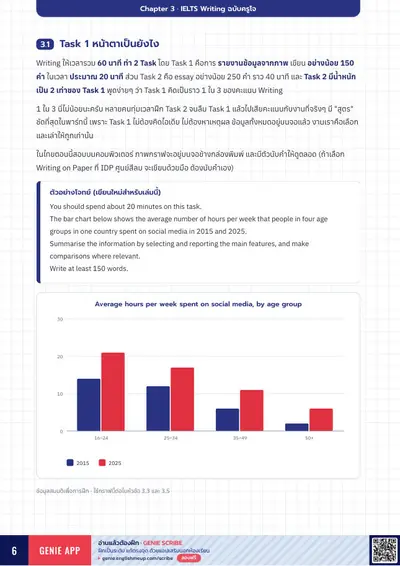 Chapter 3 · IELTS Writing ฉบับครูโจ
3.1 Task 1 หน้าตาเป็นยังไง
Writing ให้เวลารวม 60 นาที ทำ 2 Task โดย Task 1 คือการ รายงานข้อมูลจากภาพ เขียน อย่างน้อย 150
คำ ในเวลา ประมาณ 20 นาที ส่วน Task 2 คือ essay อย่างน้อย 250 คำ ราว 40 นาที และ Task 2 มีน้ำหนัก
เป็น 2 เท่าของ Task 1 พูดง่ายๆ ว่า Task 1 คิดเป็นราว 1 ใน 3 ของคะแนน Writing
1 ใน 3 นี่ไม่น้อยนะครับ หลายคนทุ่มเวลาฝึก Task 2 จนลืม Task 1 แล้วไปเสียคะแนนกับงานที่จริงๆ มี "สูตร"
ชัดที่สุดในพาร์ทนี้ เพราะ Task 1 ไม่ต้องคิดไอเดีย ไม่ต้องหาเหตุผล ข้อมูลทั้งหมดอยู่บนจอแล้ว งานเราคือเลือก
และเล่าให้ถูกเท่านั้น
ในไทยตอนนี้สอบบนคอมพิวเตอร์ ภาพกราฟจะอยู่บนจอข้างกล่องพิมพ์ และมีตัวนับคำให้ดูตลอด (ถ้าเลือก
Writing on Paper ที่ IDP ศูนย์สีลม จะเขียนด้วยมือ ต้องนับคำเอง)
ตัวอย่างโจทย์ (เขียนใหม่สำหรับเล่มนี้)
You should spend about 20 minutes on this task.
The bar chart below shows the average number of hours per week that people in four age
groups in one country spent on social media in 2015 and 2025.
Summarise the information by selecting and reporting the main features, and make
comparisons where relevant.
Write at least 150 words.
Average hours per week spent on social media, by age group
30
20
10
0
16-24 25-34 35-49 50+
2015 2025
ข้อมูลสมมติเพื่อการฝึก · ใช้กราฟนี้ต่อในหัวข้อ 3.3 และ 3.5
6
GENIE APP
อ่านแล้วต้องฝึก · GENIE SCRIBE
genie.englishmeup.com/scribe